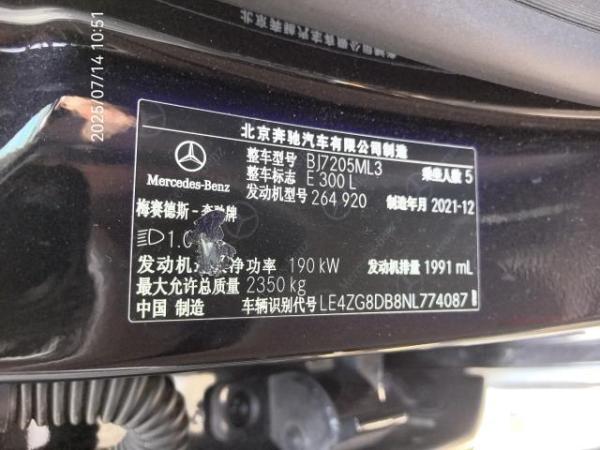 2025/07/14 10:51
北京奔驰汽车有限公司制造
Mercedes-Benz
整车型号 BJ7205ML3 乘坐人数 5
整车标志 E 300 L
发动机型号 264 920 制造年月 2021-12
梅赛德斯-奔驰牌
1.0
发动机 净功率 190 kW 发动机排量 1991 mL
最大允许总质量 2350 kg
中国 制造 车辆识别代号 LE4ZG8DB8NL774087